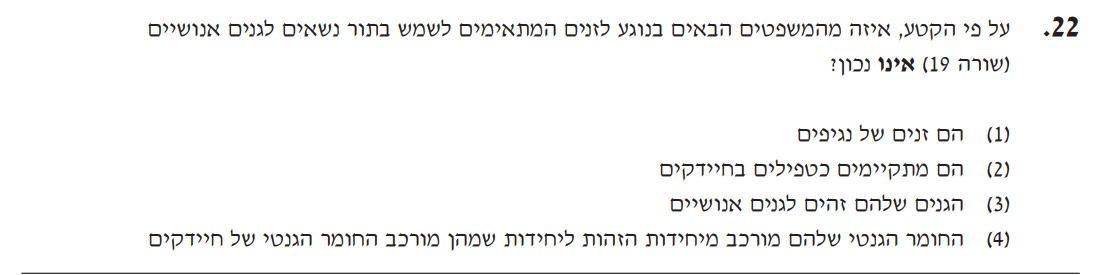 22. על פי הקטע, איזה מהמשפטים הבאים בנוגע לזנים המתאימים לשמש בתור נשאים לגנים אנושיים
(שורה 19) אינו נכון?
(1) הם זנים של נגיפים
(2) הם מתקיימים כטפילים בחיידקים
(3) הגנים שלהם זהים לגנים אנושיים
(4) החומר הגנטי שלהם מורכב מיחידות הזהות ליחידות שמהן מורכב החומר הגנטי של חיידקים